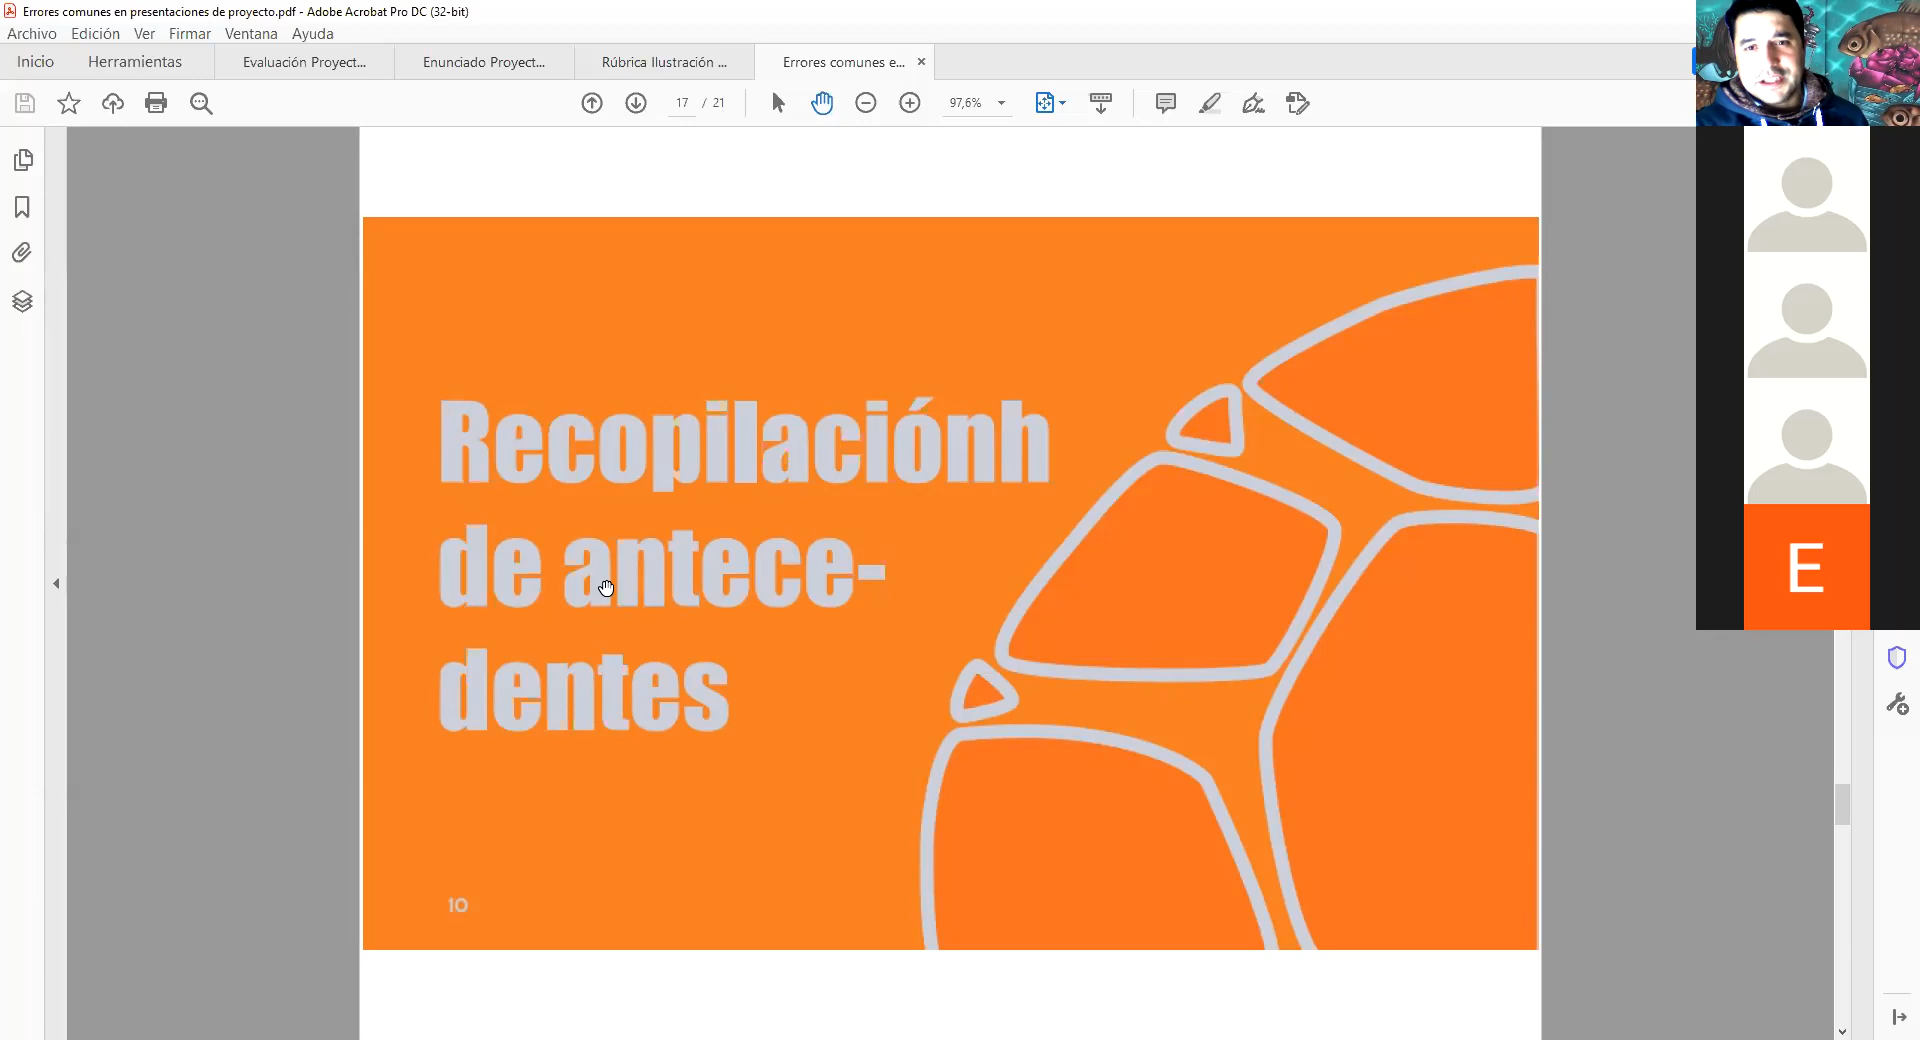 Errores comunes en presentaciones de proyecto.pdf - Adobe Acrobat Pro DC (32-bit)
Archivo Edición Ver Firmar Ventana Ayuda
Inicio Herramientas Evaluación Proyect... Enunciado Proyect... Rúbrica Ilustración ... Errores comunes e... ×
17 / 21 97,6%
Recopilaciónh
de antece-
dentes
10
E